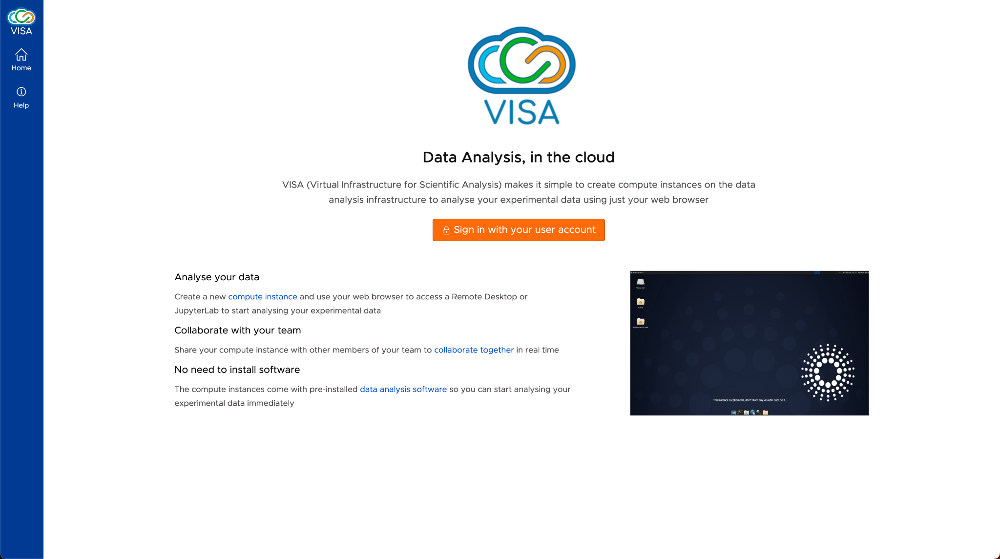 VISA
Home
Help
VISA
Data Analysis, in the cloud
VISA (Virtual Infrastructure for Scientific Analysis) makes it simple to create compute instances on the data
analysis infrastructure to analyse your experimental data using just your web browser
Sign in with your user account
Analyse your data
Create a new compute instance and use your web browser to access a Remote Desktop or
JupyterLab to start analysing your experimental data
Collaborate with your team
Share your compute instance with other members of your team to collaborate together in real time
No need to install software
The compute instances come with pre-installed data analysis software so you can start analysing your
experimental data immediately
Applications
File System
Home
Experimental data
This instance is ephemeral, don't store any valuable data on it.